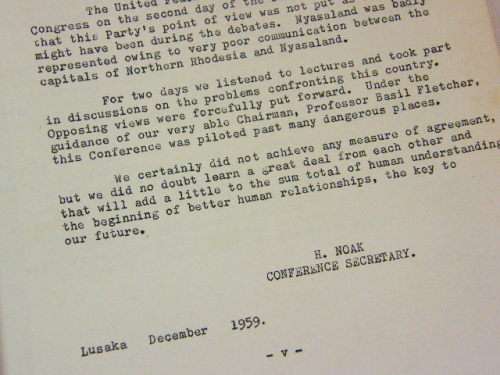 The United
Congress on the second day of the
that this Party's point of view was not put as
might have been during the debates. Nyasaland was badly
represented owing to very poor communication between the
capitals of Northern Rhodesia and Nyasaland.
For two days we listened to lectures and took part
in discussions on the problems confronting this country.
Opposing views were forcefully put forward. Under the
guidance of our very able Chairman, Professor Basil Fletcher,
this Conference was piloted past many dangerous places.
We certainly did not achieve any measure of agreement,
but we did no doubt learn a great deal from each other and
that will add a little to the sum total of human understanding
the beginning of better human relationships, the key to
our future.
H. NOAK
CONFERENCE SECRETARY.
Lusaka December 1959.
- v -